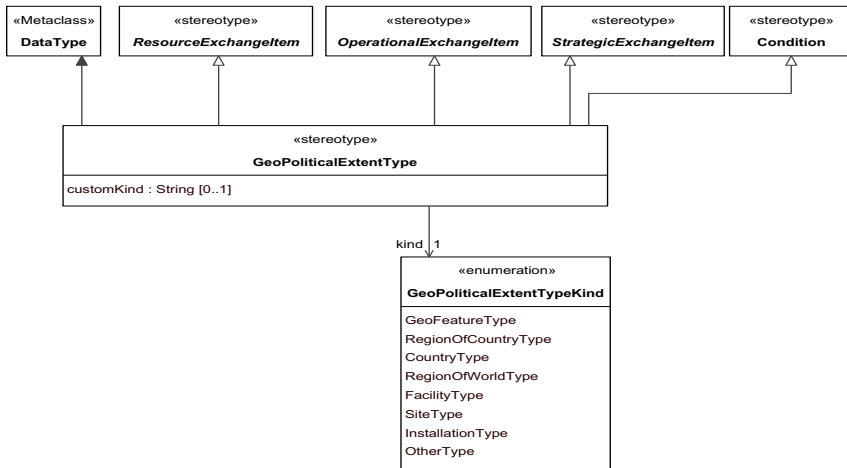 «Metaclass»
DataType
«stereotype»
ResourceExchangeItem
«stereotype»
OperationalExchangeItem
«stereotype»
StrategicExchangeItem
«stereotype»
Condition
«stereotype»
GeoPoliticalExtentType
customKind : String [0..1]
kind 1
«enumeration»
GeoPoliticalExtentTypeKind
GeoFeatureType
RegionOfCountryType
CountryType
RegionOfWorldType
FacilityType
SiteType
InstallationType
OtherType